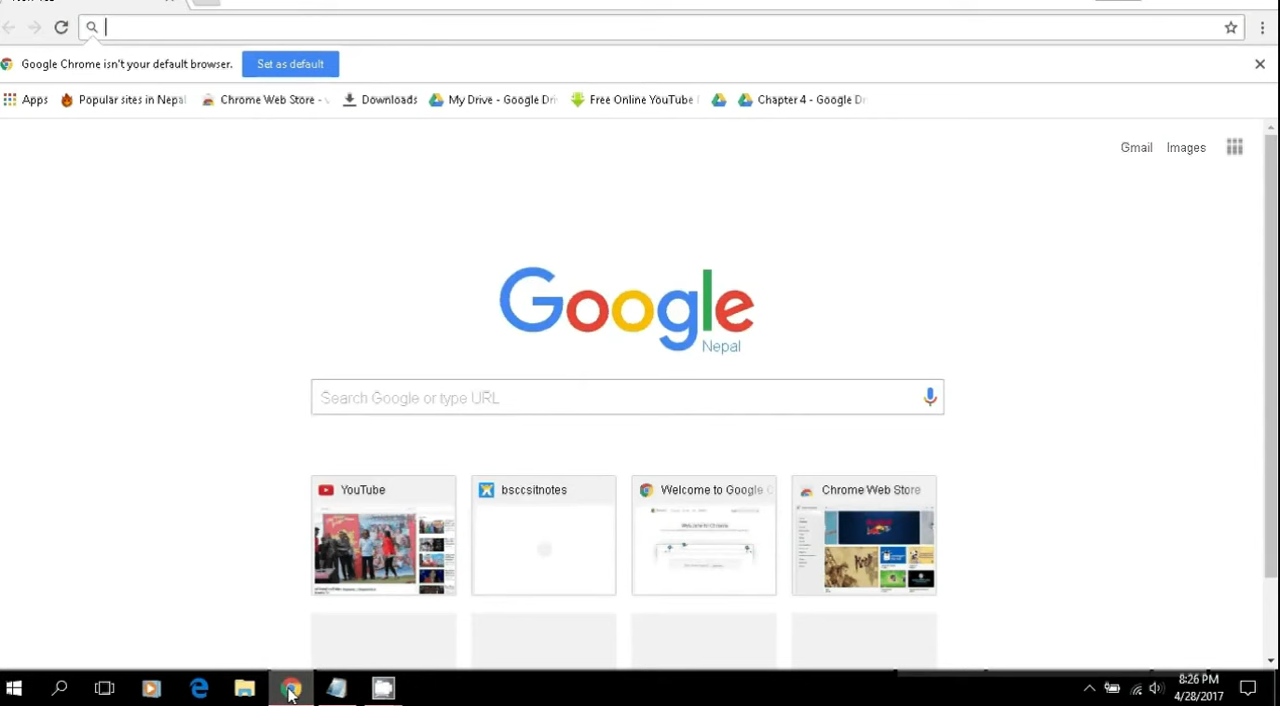 Google Chrome isn't your default browser. Set as default
Apps Popular sites in Nepal Chrome Web Store - Downloads My Drive - Google Dri Free Online YouTube Chapter 4 - Google Dr
Gmail Images
Google
Nepal
Search Google or type URL
YouTube bsccsitnotes Welcome to Google C Chrome Web Store
8:26 PM
4/28/2017